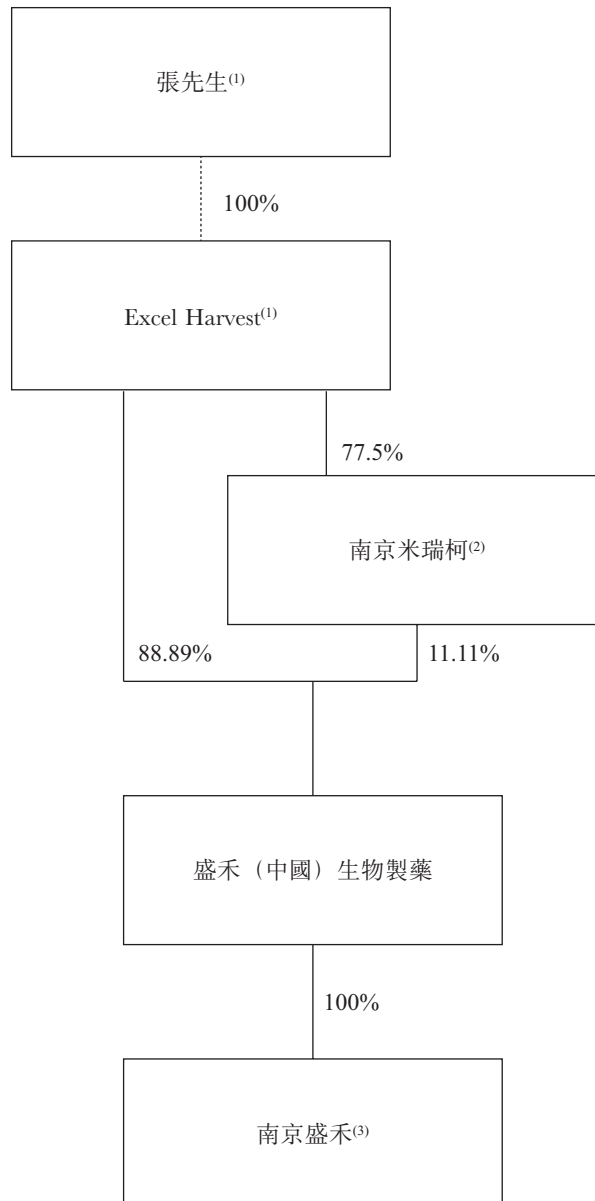 張先生(1)
100%
Excel Harvest(1)
77.5%
南京米瑞柯(2)
88.89%
11.11%
盛禾（中國）生物製藥
100%
南京盛禾(3)